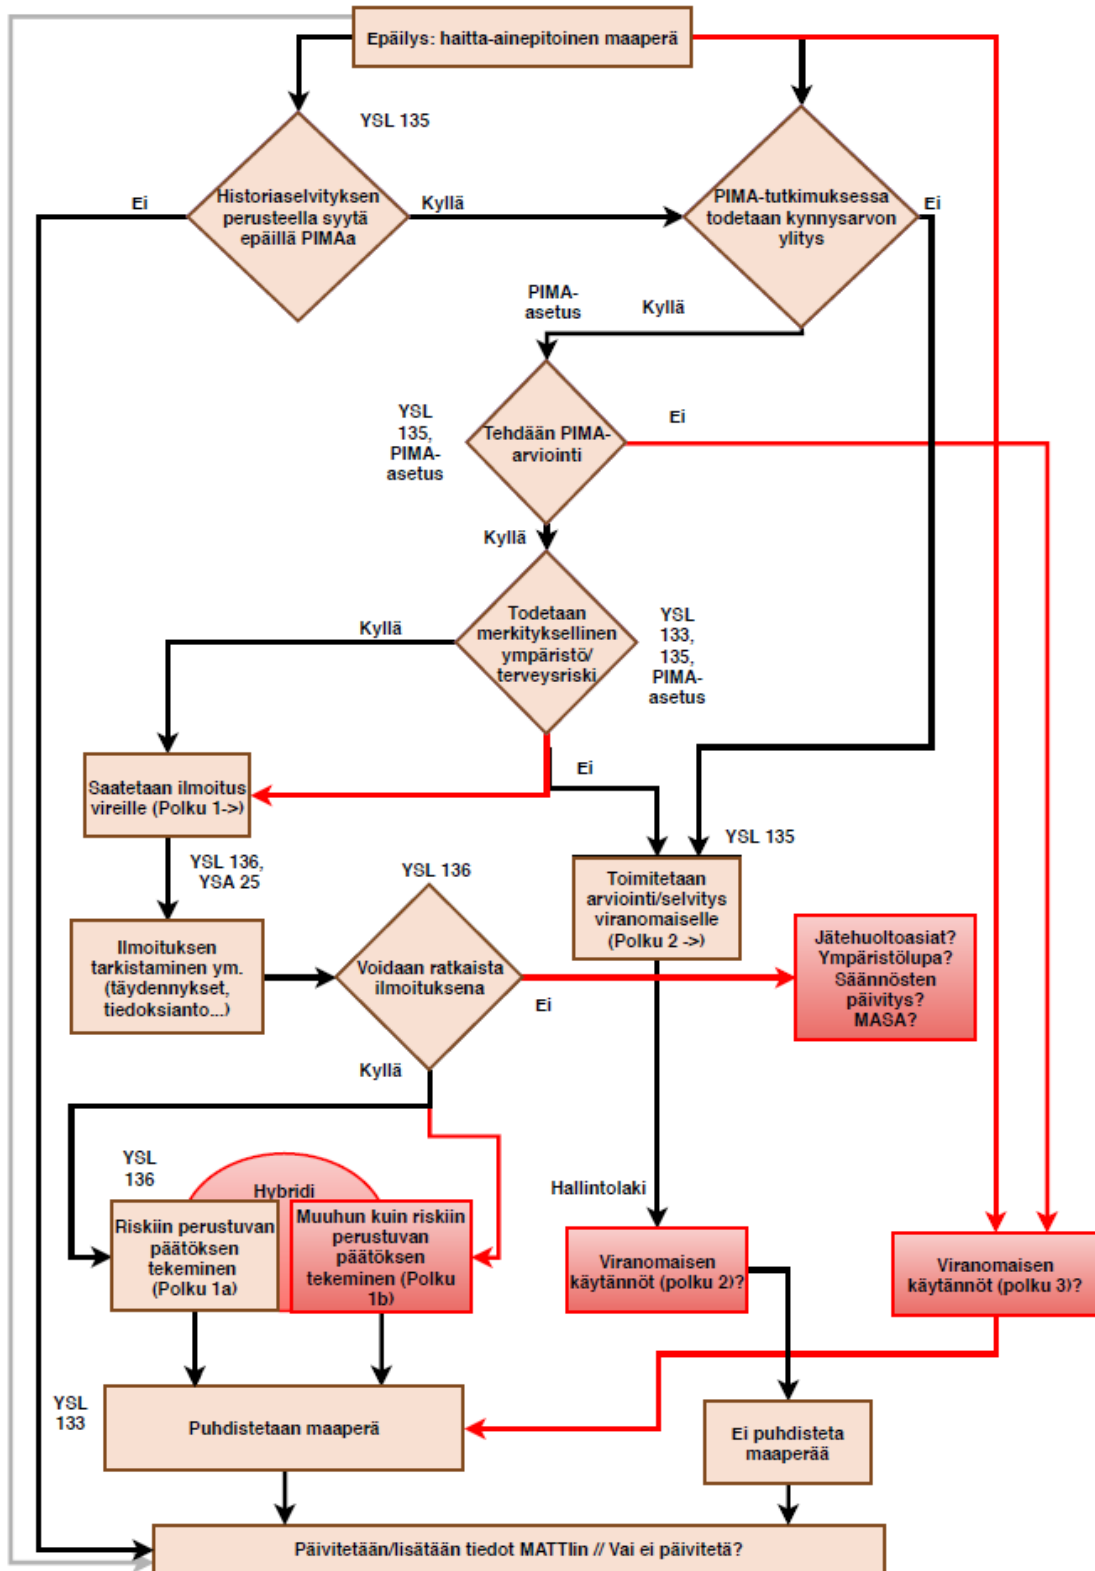 Epäilys: haitta-ainepitoinen maaperä
YSL 135
Ei
Historiaselvityksen
perusteella syytä
epäillä PIMAa
Kyllä
PIMA-tutkimuksessa
todetaan kynnysarvon
ylitys
Ei
PIMA-
asetus
Kyllä
YSL
135,
PIMA-
asetus
Tehdään PIMA-
arviointi
Ei
Kyllä
Kyllä
Todetaan
merkityksellinen
ympäristö/
terveysriski
YSL
133,
135,
PIMA-
asetus
Saatetaan ilmoitus
vireille (Polku 1->)
Ei
YSL 135
YSL 136,
YSA 25
YSL 136
Toimitetaan
arviointi/selvitys
viranomaiselle
(Polku 2 ->)
Ilmoituksen
tarkistaminen ym.
(täydennykset,
tiedoksianto...)
Voidaan ratkaista
ilmoituksena
Ei
Jätehuoltoasiat?
Ympäristölupa?
Säännösten
päivitys?
MASA?
Kyllä
YSL
136
Hybridi
Hallintolaki
Riskiin perustuvan
päätöksen
tekeminen
(Polku 1a)
Muuhun kuin riskiin
perustuvan
päätöksen
tekeminen (Polku
1b)
Viranomaisen
käytännöt (polku 2)?
Viranomaisen
käytännöt (polku 3)?
YSL
133
Puhdistetaan maaperä
Ei puhdisteta
maaperää
Päivitetään/lisätään tiedot MATTIin // Vai ei päivitetä?